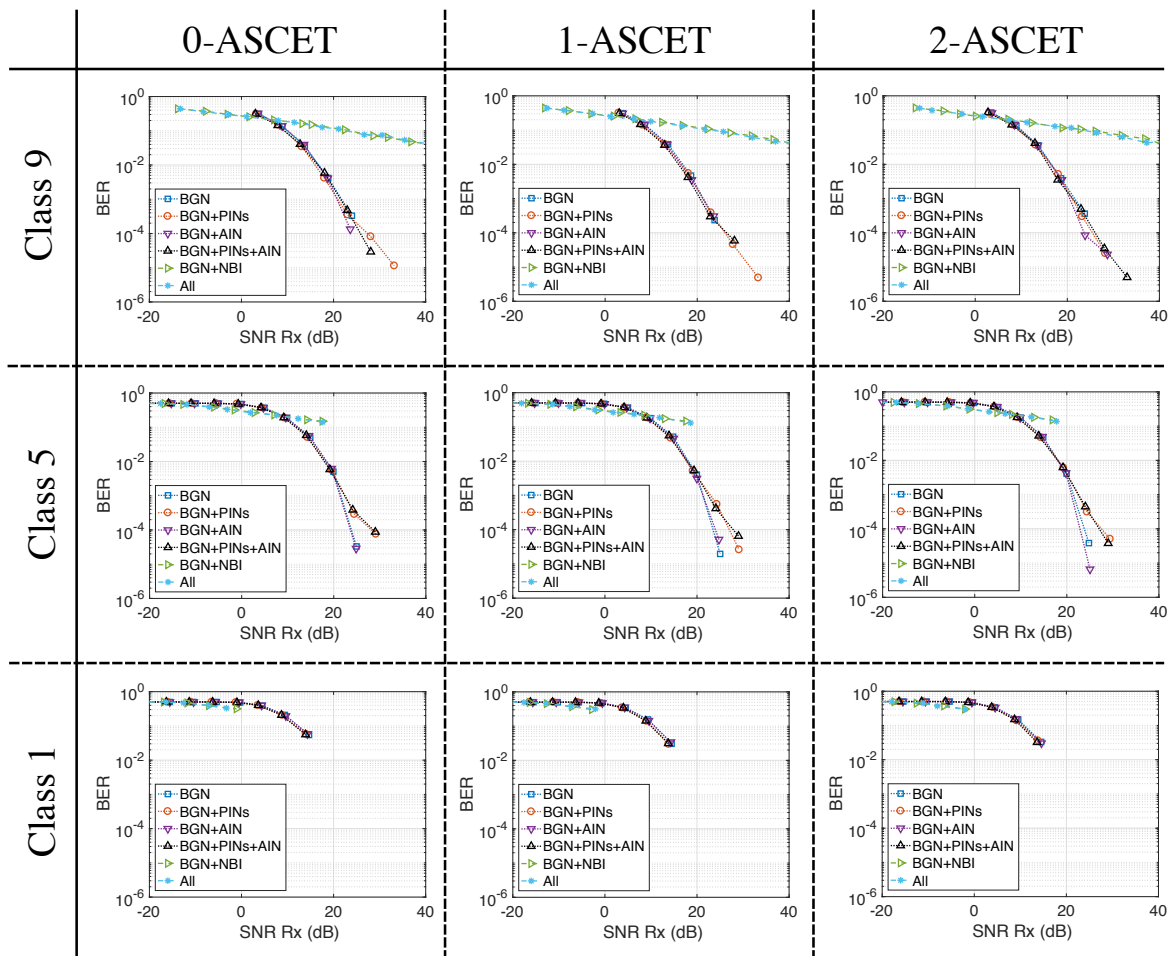 0-ASCET 1-ASCET 2-ASCET
Class 9
10^0
10^-2
10^-4
10^-6
BER
BGN
BGN+PINs
BGN+AIN
BGN+PINs+AIN
BGN+NBI
All
-20 0 20 40
SNR Rx (dB)
10^0
10^-2
10^-4
10^-6
BER
BGN
BGN+PINs
BGN+AIN
BGN+PINs+AIN
BGN+NBI
All
-20 0 20 40
SNR Rx (dB)
10^0
10^-2
10^-4
10^-6
BER
BGN
BGN+PINs
BGN+AIN
BGN+PINs+AIN
BGN+NBI
All
-20 0 20 40
SNR Rx (dB)
Class 5
10^0
10^-2
10^-4
10^-6
BER
BGN
BGN+PINs
BGN+AIN
BGN+PINs+AIN
BGN+NBI
All
-20 0 20 40
SNR Rx (dB)
10^0
10^-2
10^-4
10^-6
BER
BGN
BGN+PINs
BGN+AIN
BGN+PINs+AIN
BGN+NBI
All
-20 0 20 40
SNR Rx (dB)
10^0
10^-2
10^-4
10^-6
BER
BGN
BGN+PINs
BGN+AIN
BGN+PINs+AIN
BGN+NBI
All
-20 0 20 40
SNR Rx (dB)
Class 1
10^0
10^-2
10^-4
10^-6
BER
BGN
BGN+PINs
BGN+AIN
BGN+PINs+AIN
BGN+NBI
All
-20 0 20 40
SNR Rx (dB)
10^0
10^-2
10^-4
10^-6
BER
BGN
BGN+PINs
BGN+AIN
BGN+PINs+AIN
BGN+NBI
All
-20 0 20 40
SNR Rx (dB)
10^0
10^-2
10^-4
10^-6
BER
BGN
BGN+PINs
BGN+AIN
BGN+PINs+AIN
BGN+NBI
All
-20 0 20 40
SNR Rx (dB)